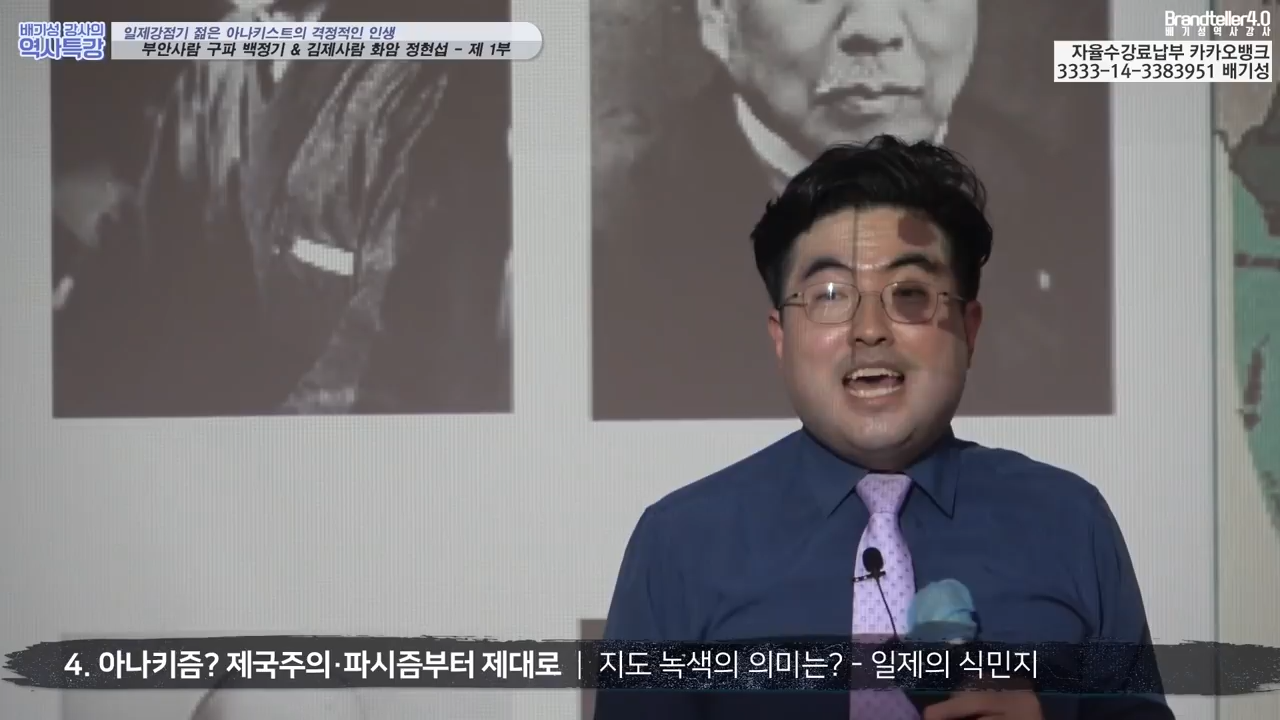 배기성 강사의
역사특강
일제강점기 젊은 아나키스트의 격정적인 인생
부안사람 구파 백정기 & 김제사람 화암 정현섭 - 제 1부
Brandteller4.0
배기성역사강사
자율수강료납부 카카오뱅크
3333-14-3383951 배기성
4. 아나키즘? 제국주의·파시즘부터 제대로 | 지도 녹색의 의미는? - 일제의 식민지